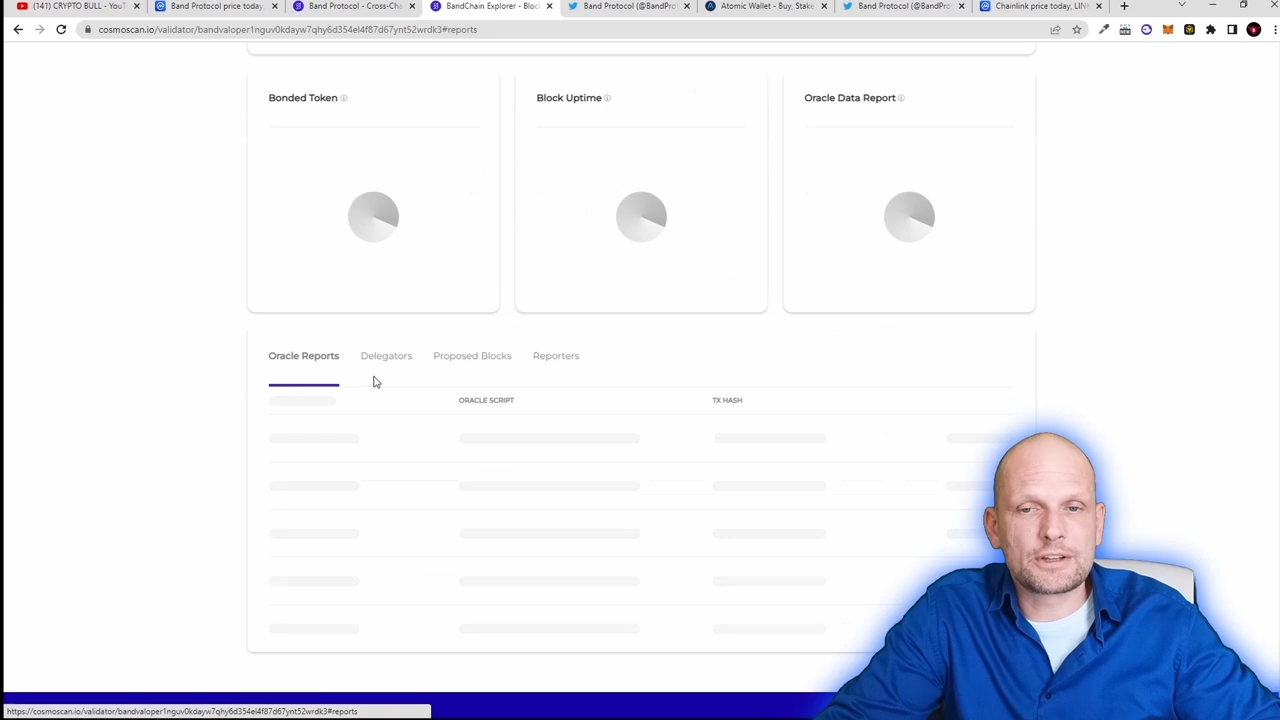 (141) CRYPTO BULL - YouT
Band Protocol price today
Band Protocol - Cross-Cha
BandChain Explorer - Bloc
Band Protocol (@BandPro
Atomic Wallet - Buy, Stake
Band Protocol (@BandPro
Chainlink price today, LIN
cosmoscan.io/validator/bandvaloper1nguv0kdayw7qhy6d354el4f87d67ynt52wrdk3#reports
Bonded Token
Block Uptime
Oracle Data Report
Oracle Reports
Delegators
Proposed Blocks
Reporters
ORACLE SCRIPT
TX HASH
https://cosmoscan.io/validator/bandvaloper1nguv0kdayw7qhy6d354el4f87d67ynt52wrdk3#reports